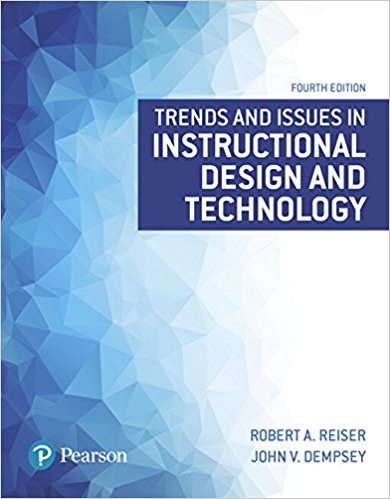 FOURTH EDITION
TRENDS AND ISSUES IN
INSTRUCTIONAL
DESIGN AND
TECHNOLOGY
ROBERT A. REISER
JOHN V. DEMPSEY
Pearson